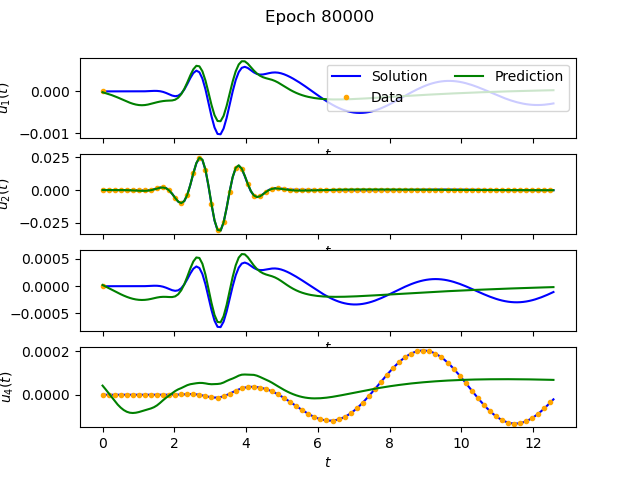 Epoch 80000
u₁(t)
0.000
−0.001
Solution
Data
Prediction
t
u₂(t)
0.025
0.000
−0.025
t
0.0005
0.0000
−0.0005
t
u₄(t)
0.0002
0.0000
0 2 4 6 8 10 12
t